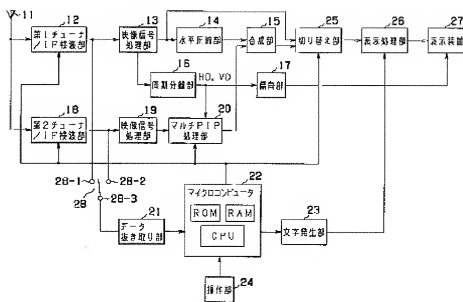 11
12
第1チューナ
/IF検波部
13
映像信号
処理部
14
水平圧縮部
15
合成部
25
切り替え部
26
表示処理部
27
表示装置
16
同期分離部
HD, VD
17
偏向部
18
第2チューナ
/IF検波部
19
映像信号
処理部
20
マルチPIP
処理部
28-1
28-2
28
28-3
21
データ
抜き取り部
22
マイクロコンピュータ
ROM
RAM
CPU
23
文字発生部
24
操作部